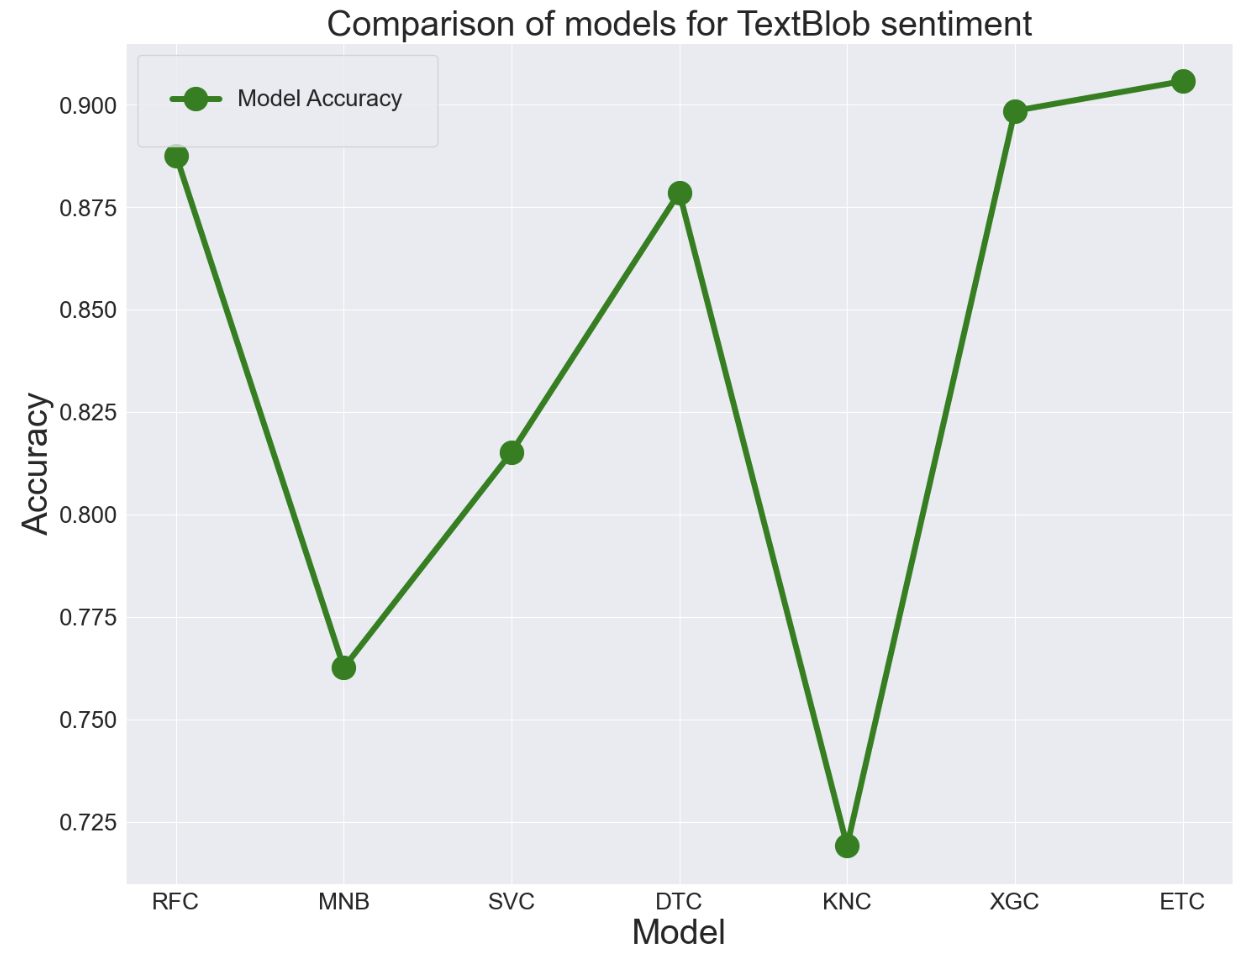 Comparison of models for TextBlob sentiment
Model Accuracy
Accuracy
0.900
0.875
0.850
0.825
0.800
0.775
0.750
0.725
RFC MNB SVC DTC KNC XGC ETC
Model